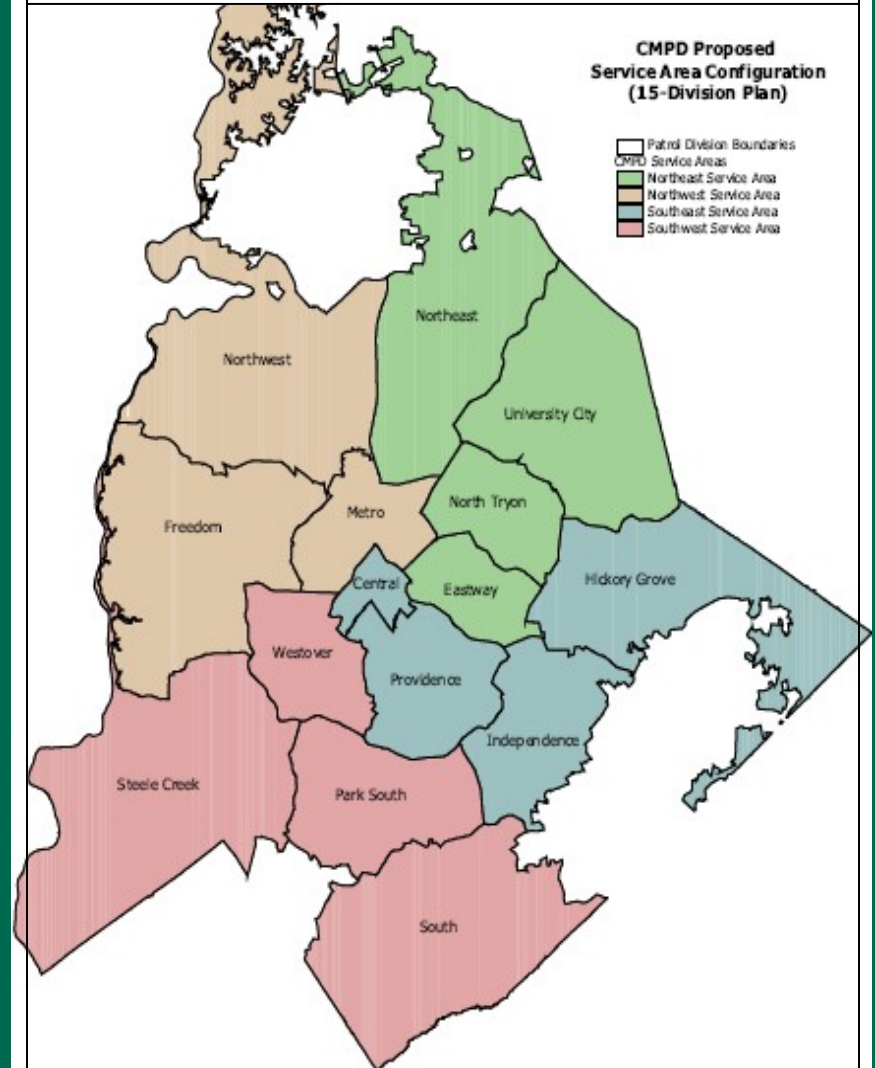 CMPD Proposed
Service Area Configuration
(15-Division Plan)
Patrol Division Boundaries
CMPD Service Areas
Northeast Service Area
Northwest Service Area
Southeast Service Area
Southwest Service Area
Northeast
Northwest
University City
North Tryon
Metro
Freedom
Central
Hickory Grove
Eastway
Westover
Providence
Independence
Steele Creek
Park South
South